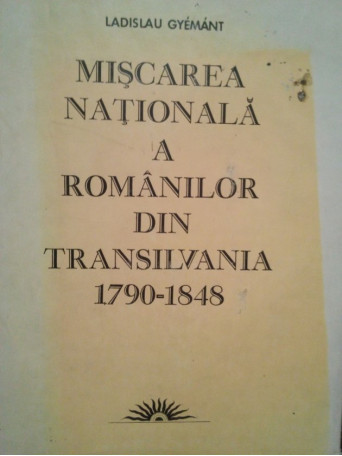 LADISLAU GYÉMÁNT
MIŞCAREA
NAŢIONALĂ
A
ROMÂNILOR
DIN
TRANSILVANIA
1790-1848